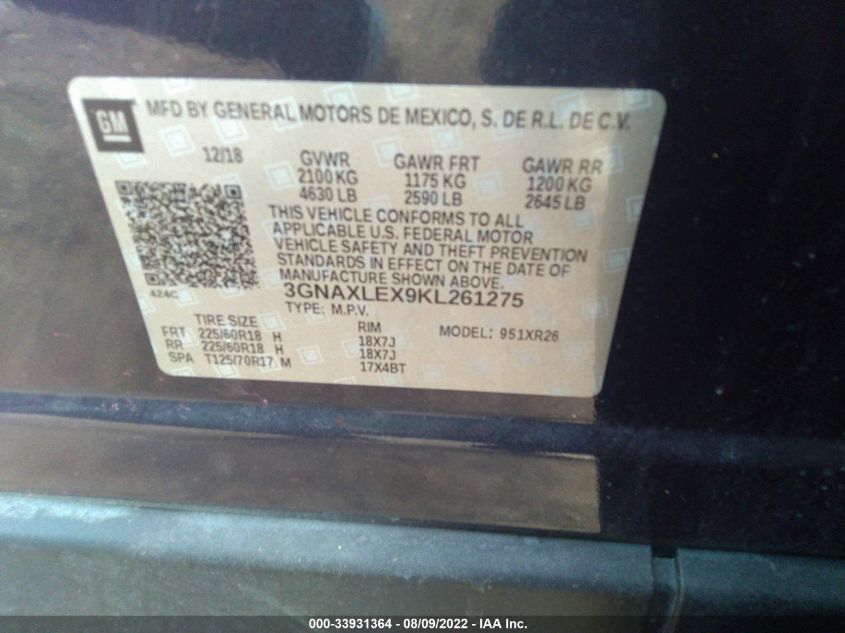 GM
MFD BY GENERAL MOTORS DE MEXICO, S. DE R.L. DE C.V.
12/18 GVWR GAWR FRT GAWR RR
2100 KG 1175 KG 1200 KG
4630 LB 2590 LB 2645 LB
THIS VEHICLE CONFORMS TO ALL
APPLICABLE U.S. FEDERAL MOTOR
VEHICLE SAFETY AND THEFT PREVENTION
STANDARDS IN EFFECT ON THE DATE OF
MANUFACTURE SHOWN ABOVE.
424C
3GNAXLEX9KL261275
TYPE: M.P.V.
TIRE SIZE RIM MODEL: 951XR26
FRT 225/60R18 H 18X7J
RR 225/60R18 H 18X7J
SPA T125/70R17 M 17X4BT
000-33931364 - 08/09/2022 - IAA Inc.